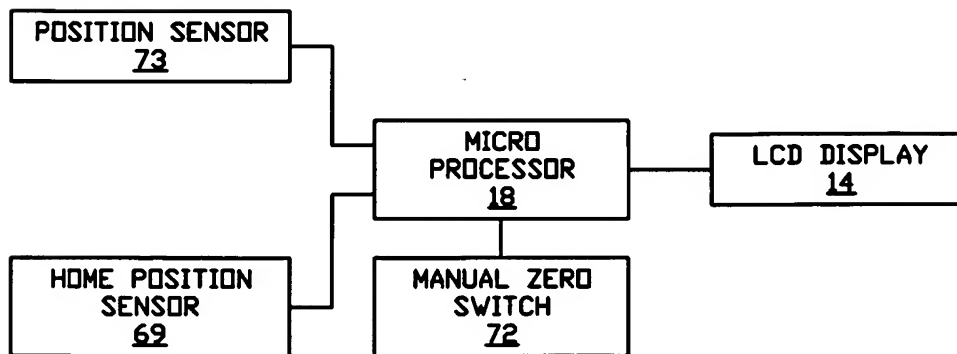 POSITION SENSOR
73
MICRO
PROCESSOR
18
LCD DISPLAY
14
HOME POSITION
SENSOR
69
MANUAL ZERO
SWITCH
72